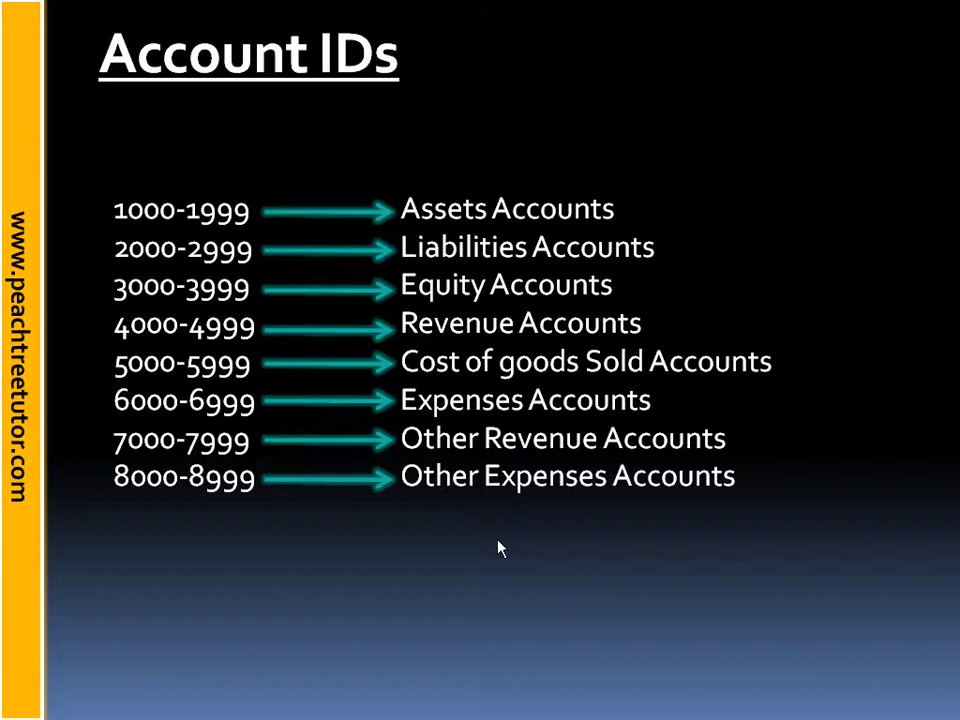 Account IDs
1000-1999 Assets Accounts
2000-2999 Liabilities Accounts
3000-3999 Equity Accounts
4000-4999 Revenue Accounts
5000-5999 Cost of goods Sold Accounts
6000-6999 Expenses Accounts
7000-7999 Other Revenue Accounts
8000-8999 Other Expenses Accounts
www.peachtreetutor.com